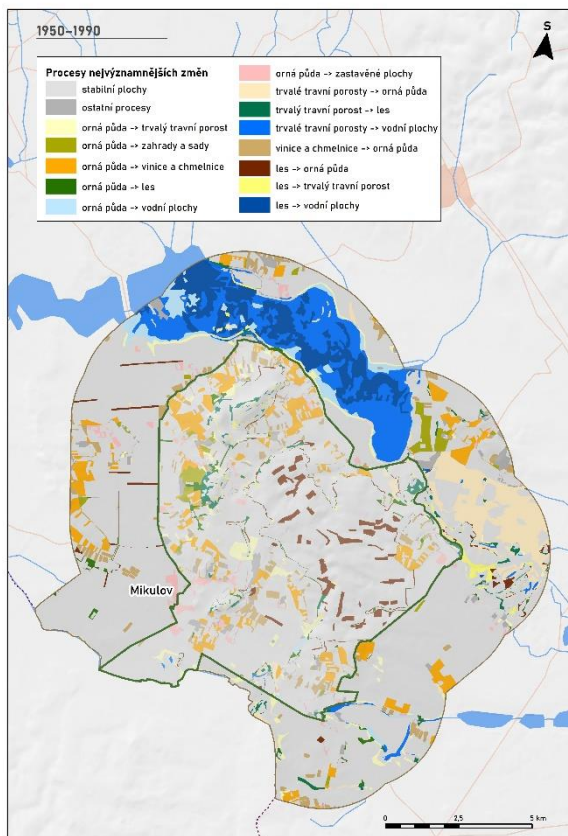 1950–1990
S
Procesy nejvýznamnějších změn
stabilní plochy
ostatní procesy
orná půda -> trvalý travní porost
orná půda -> zahrady a sady
orná půda -> vinice a chmelnice
orná půda -> les
orná půda -> vodní plochy
orná půda -> zastavěné plochy
trvalé travní porosty -> orná půda
trvalý travní porost -> les
trvalé travní porosty -> vodní plochy
vinice a chmelnice -> orná půda
les -> orná půda
les -> trvalý travní porost
les -> vodní plochy
Mikulov
0 2,5 5 km